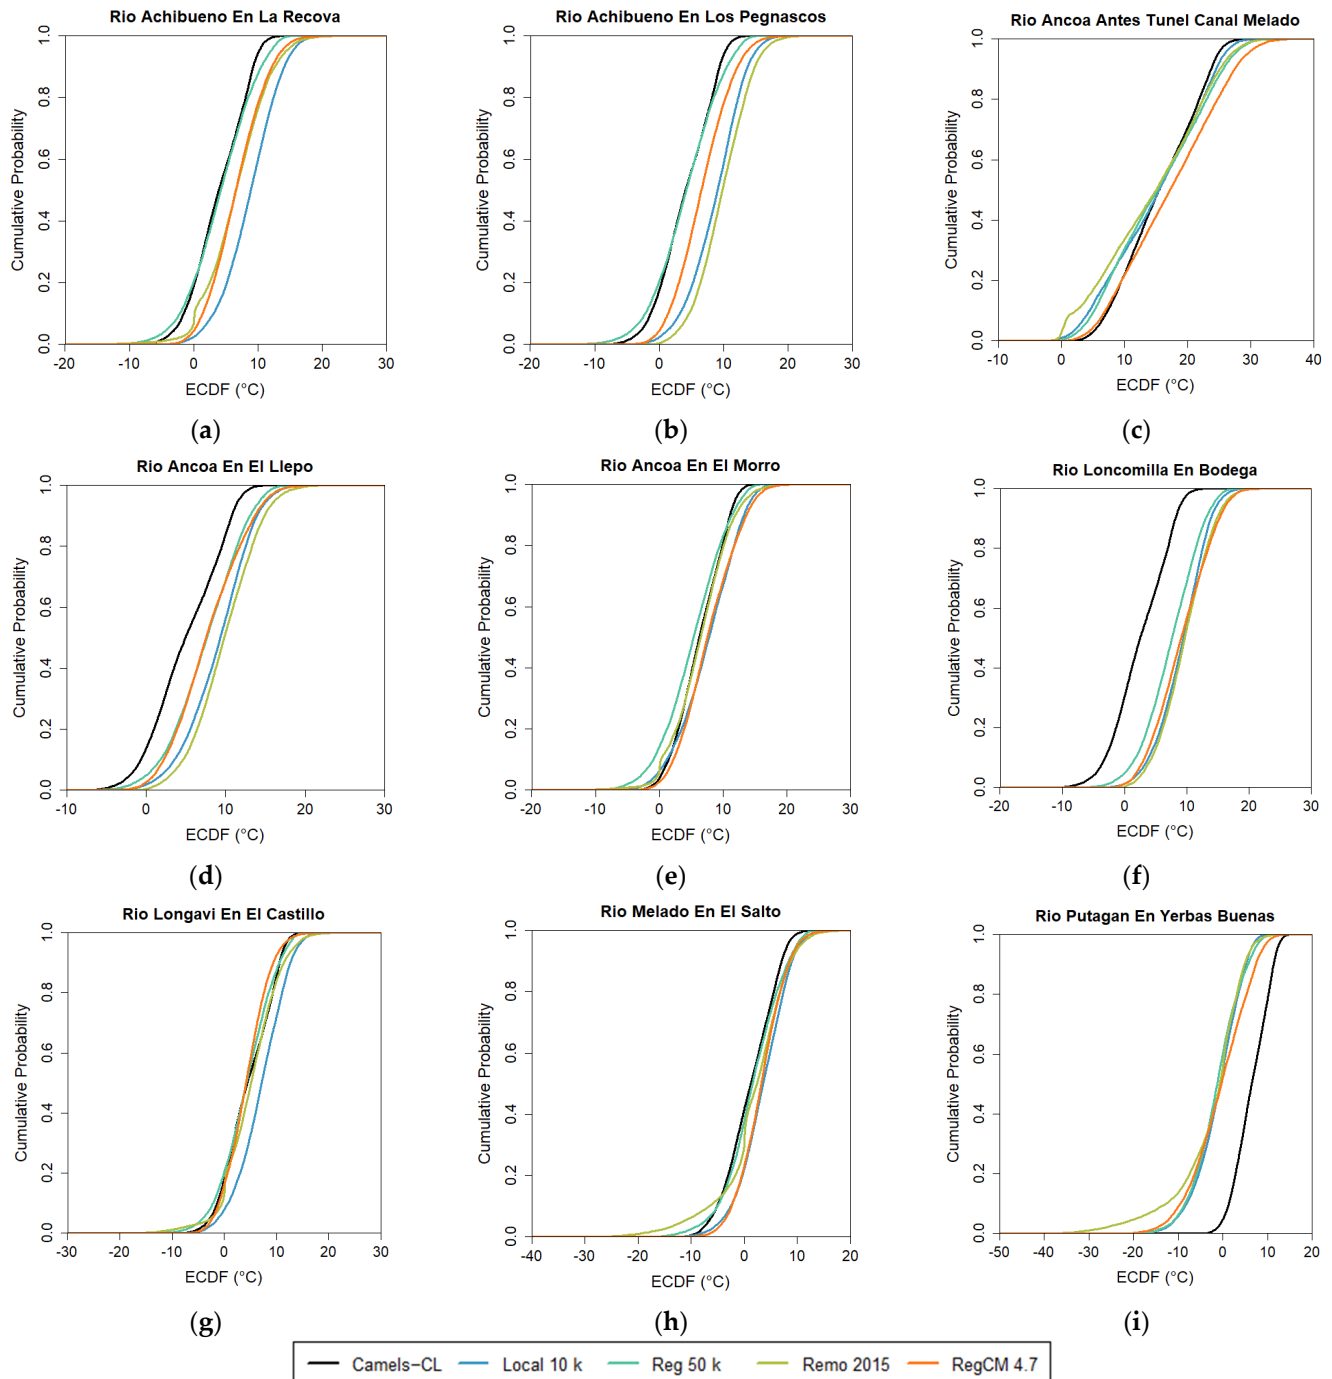 Rio Achibueno En La Recova
Cumulative Probability
0.0 0.2 0.4 0.6 0.8 1.0
-20 -10 0 10 20 30
ECDF (°C)
(a)
Rio Achibueno En Los Pegnascos
Cumulative Probability
0.0 0.2 0.4 0.6 0.8 1.0
-20 -10 0 10 20 30
ECDF (°C)
(b)
Rio Ancoa Antes Tunel Canal Melado
Cumulative Probability
0.0 0.2 0.4 0.6 0.8 1.0
-10 0 10 20 30 40
ECDF (°C)
(c)
Rio Ancoa En El Llepo
Cumulative Probability
0.0 0.2 0.4 0.6 0.8 1.0
-10 0 10 20 30
ECDF (°C)
(d)
Rio Ancoa En El Morro
Cumulative Probability
0.0 0.2 0.4 0.6 0.8 1.0
-20 -10 0 10 20 30
ECDF (°C)
(e)
Rio Loncomilla En Bodega
Cumulative Probability
0.0 0.2 0.4 0.6 0.8 1.0
-20 -10 0 10 20 30
ECDF (°C)
(f)
Rio Longavi En El Castillo
Cumulative Probability
0.0 0.2 0.4 0.6 0.8 1.0
-30 -20 -10 0 10 20 30
ECDF (°C)
(g)
Rio Melado En El Salto
Cumulative Probability
0.0 0.2 0.4 0.6 0.8 1.0
-40 -30 -20 -10 0 10 20
ECDF (°C)
(h)
Rio Putagan En Yerbas Buenas
Cumulative Probability
0.0 0.2 0.4 0.6 0.8 1.0
-50 -40 -30 -20 -10 0 10 20
ECDF (°C)
(i)
Camels-CL Local 10 k Reg 50 k Remo 2015 RegCM 4.7